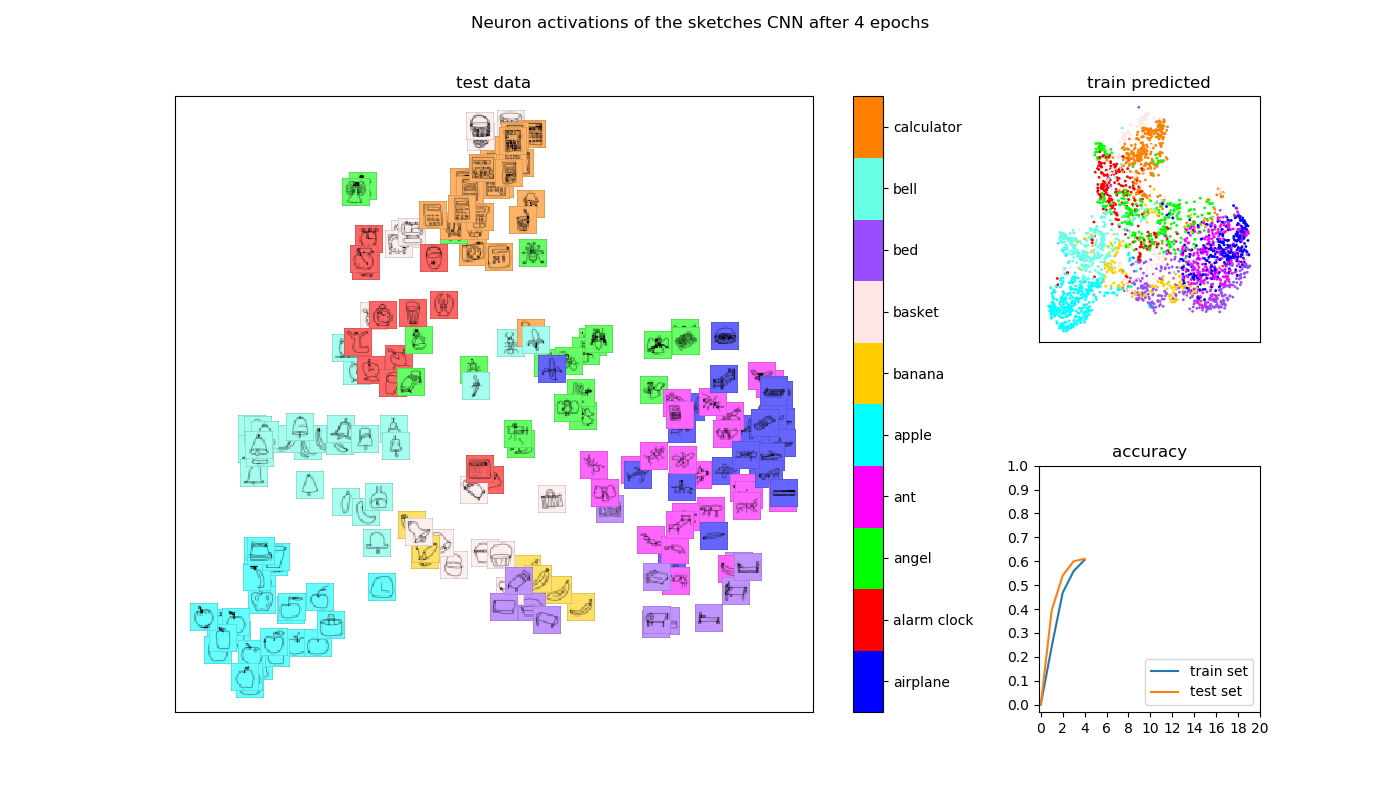 Neuron activations of the sketches CNN after 4 epochs
test data
calculator
bell
bed
basket
banana
apple
ant
angel
alarm clock
airplane
train predicted
accuracy
1.0
0.9
0.8
0.7
0.6
0.5
0.4
0.3
0.2
0.1
0.0
train set
test set
0 2 4 6 8 10 12 14 16 18 20